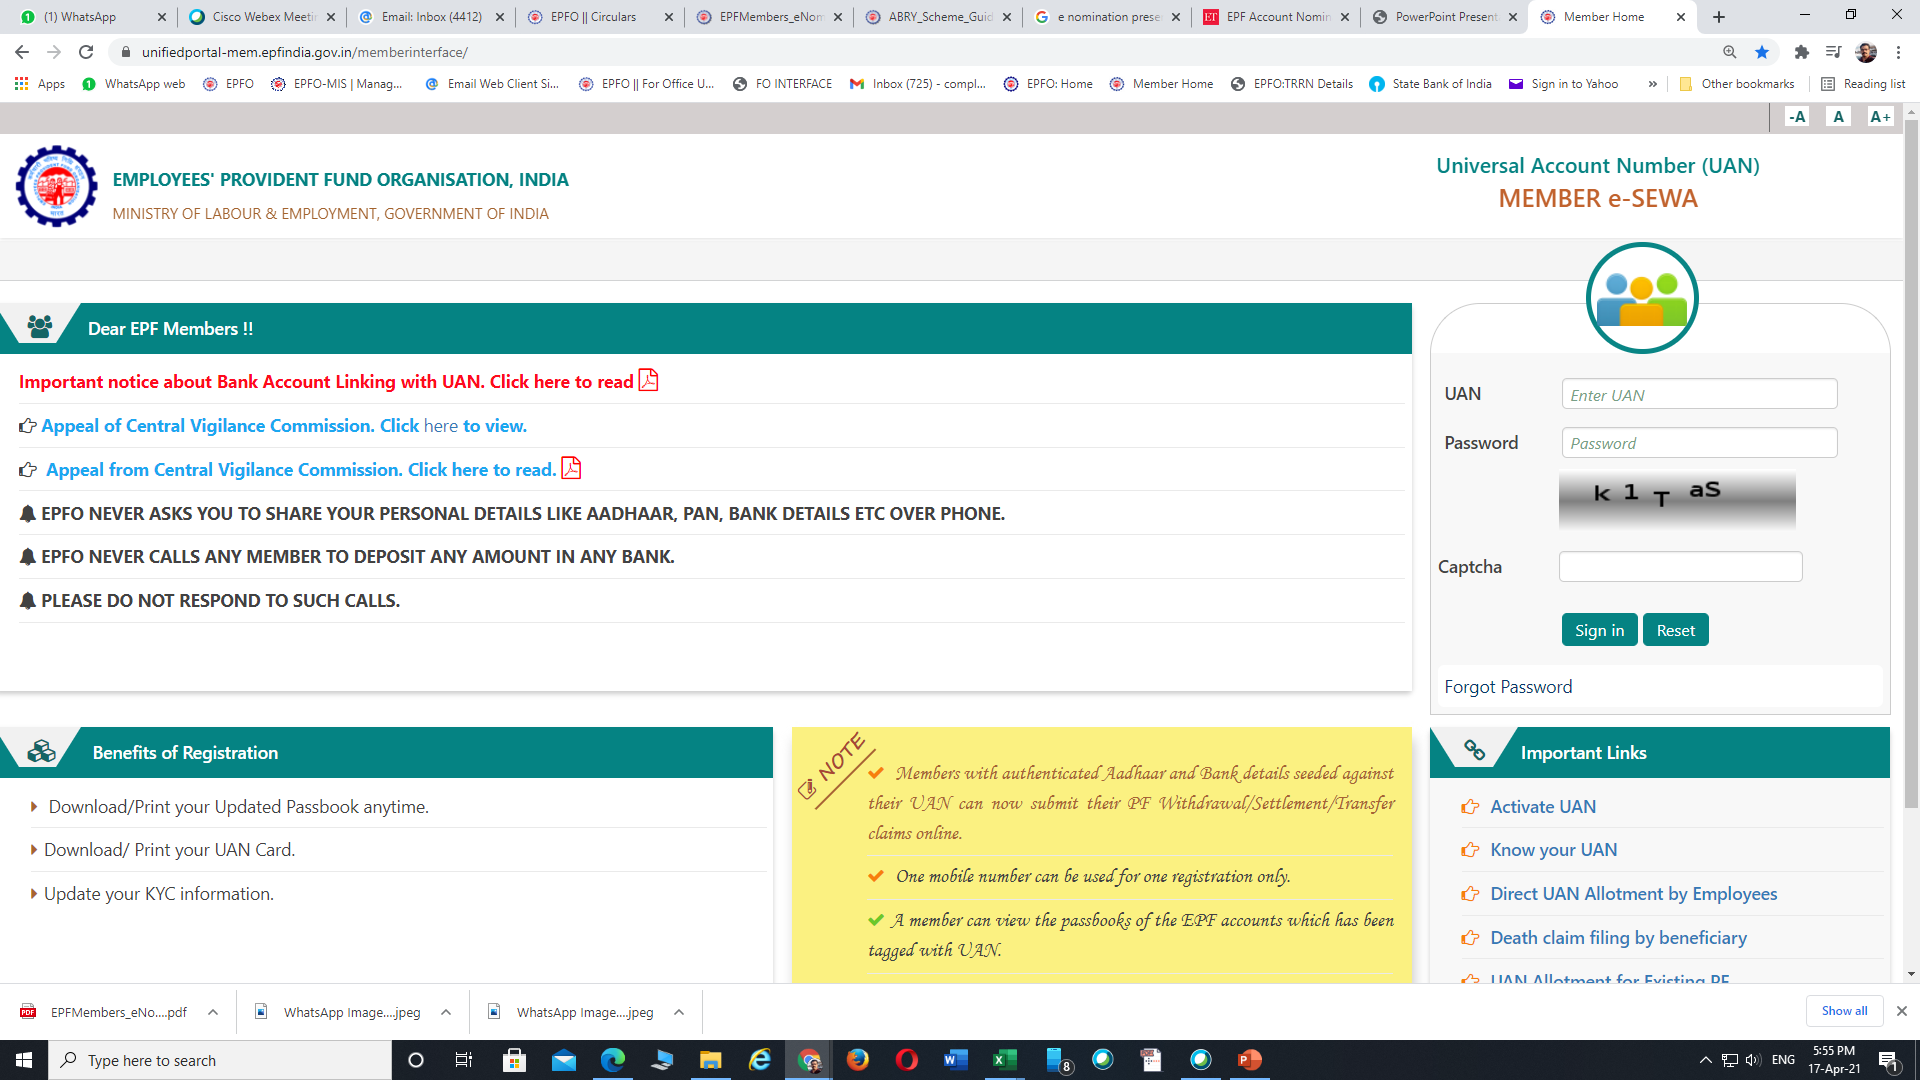 (1) WhatsApp
Cisco Webex Meetin
Email: Inbox (4412)
EPFO || Circulars
EPFMembers_eNom
ABRY_Scheme_Guid
e nomination prese
EPF Account Nomin
PowerPoint Present
Member Home
unifiedportal-mem.epfindia.gov.in/memberinterface/
Apps
WhatsApp web
EPFO
EPFO-MIS | Manag...
Email Web Client Si...
EPFO || For Office U...
FO INTERFACE
Inbox (725) - compl...
EPFO: Home
Member Home
EPFO:TRRN Details
State Bank of India
Sign in to Yahoo
Other bookmarks
Reading list
-A A A+
EMPLOYEES' PROVIDENT FUND ORGANISATION, INDIA
MINISTRY OF LABOUR & EMPLOYMENT, GOVERNMENT OF INDIA
Universal Account Number (UAN)
MEMBER e-SEWA
Dear EPF Members !!
Important notice about Bank Account Linking with UAN. Click here to read
Appeal of Central Vigilance Commission. Click here to view.
Appeal from Central Vigilance Commission. Click here to read.
EPFO NEVER ASKS YOU TO SHARE YOUR PERSONAL DETAILS LIKE AADHAAR, PAN, BANK DETAILS ETC OVER PHONE.
EPFO NEVER CALLS ANY MEMBER TO DEPOSIT ANY AMOUNT IN ANY BANK.
PLEASE DO NOT RESPOND TO SUCH CALLS.
UAN
Enter UAN
Password
Password
k 1 T aS
Captcha
Sign in
Reset
Forgot Password
Benefits of Registration
Download/Print your Updated Passbook anytime.
Download/ Print your UAN Card.
Update your KYC information.
NOTE
Members with authenticated Aadhaar and Bank details seeded against
their UAN can now submit their PF Withdrawal/Settlement/Transfer
claims online.
One mobile number can be used for one registration only.
A member can view the passbooks of the EPF accounts which has been
tagged with UAN.
Important Links
Activate UAN
Know your UAN
Direct UAN Allotment by Employees
Death claim filing by beneficiary
UAN Allotment for Existing PF
EPFMembers_eNo....pdf
WhatsApp Image....jpeg
WhatsApp Image....jpeg
Show all
Type here to search
8
ENG
5:55 PM
17-Apr-21
1